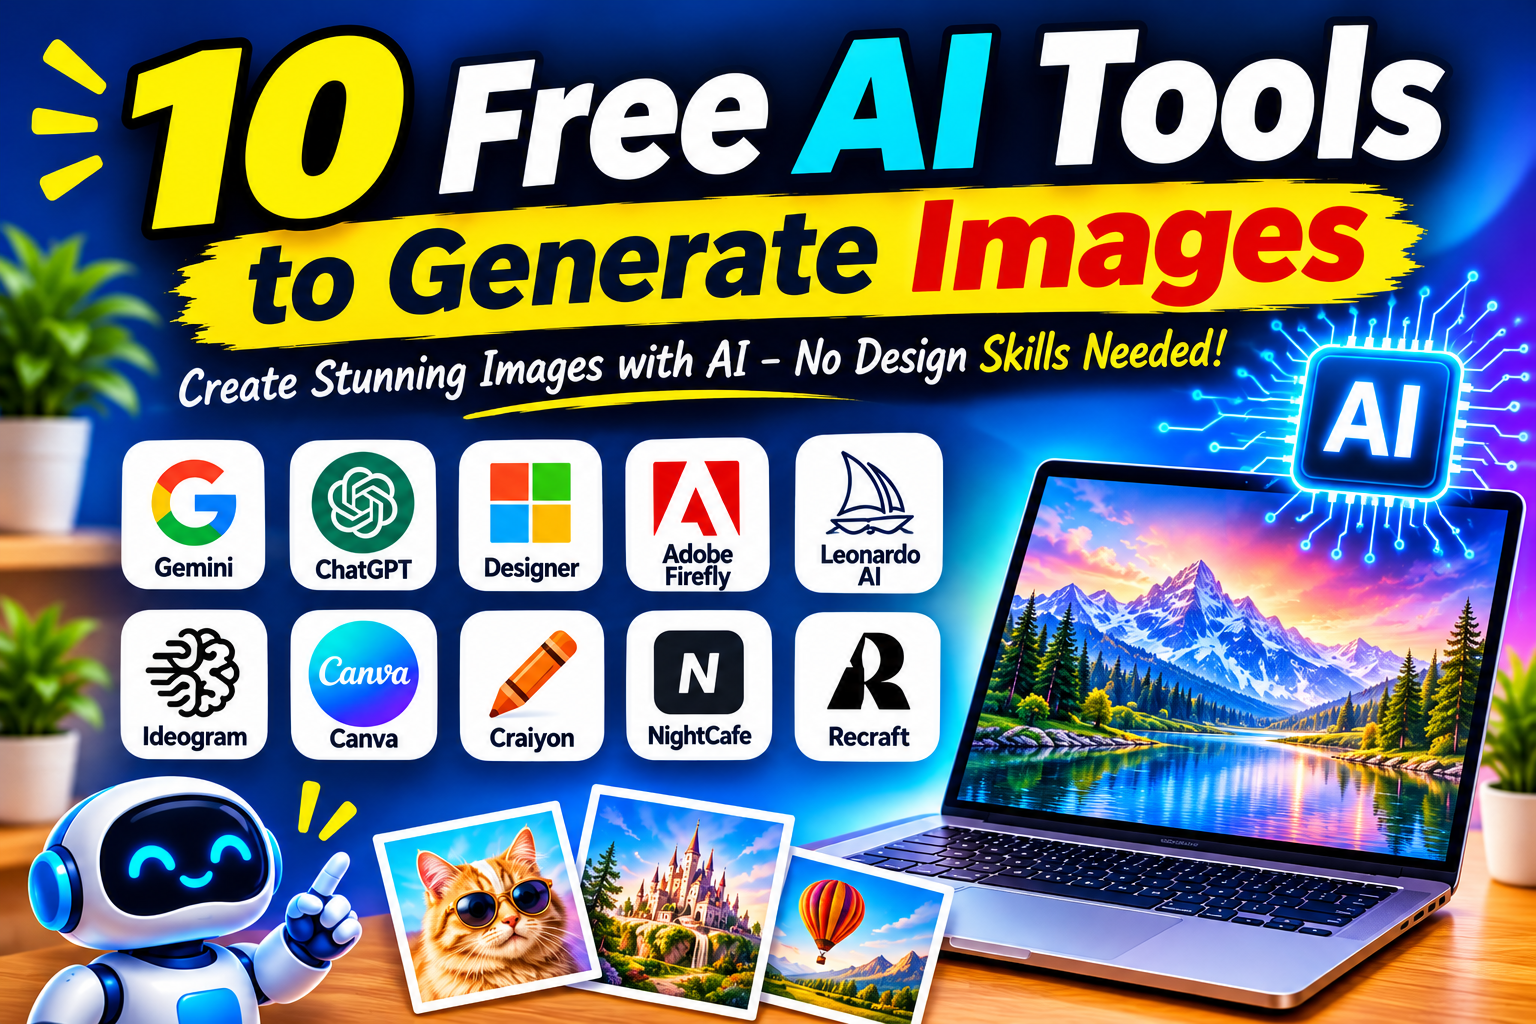 10 Free AI Tools
to Generate Images
Create Stunning Images with AI – No Design Skills Needed!
AI
Gemini
ChatGPT
Designer
Adobe
Firefly
Leonardo
AI
Ideogram
Canva
Canva
Craiyon
N
NightCafe
Recraft